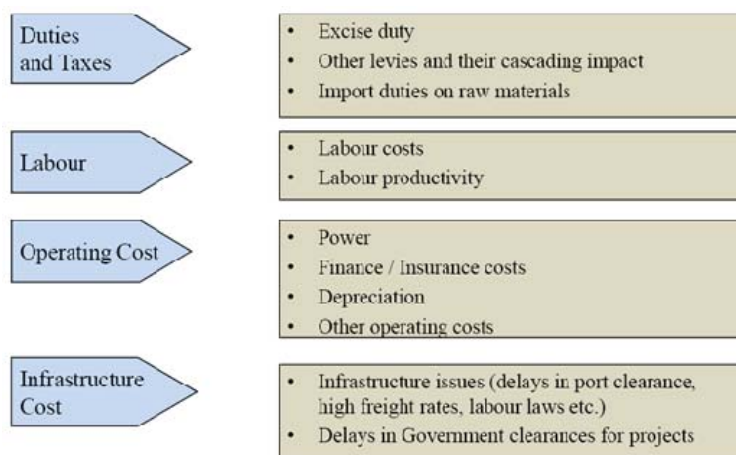 Duties
and Taxes
• Excise duty
• Other levies and their cascading impact
• Import duties on raw materials
Labour
• Labour costs
• Labour productivity
Operating Cost
• Power
• Finance / Insurance costs
• Depreciation
• Other operating costs
Infrastructure
Cost
• Infrastructure issues (delays in port clearance,
high freight rates, labour laws etc.)
• Delays in Government clearances for projects